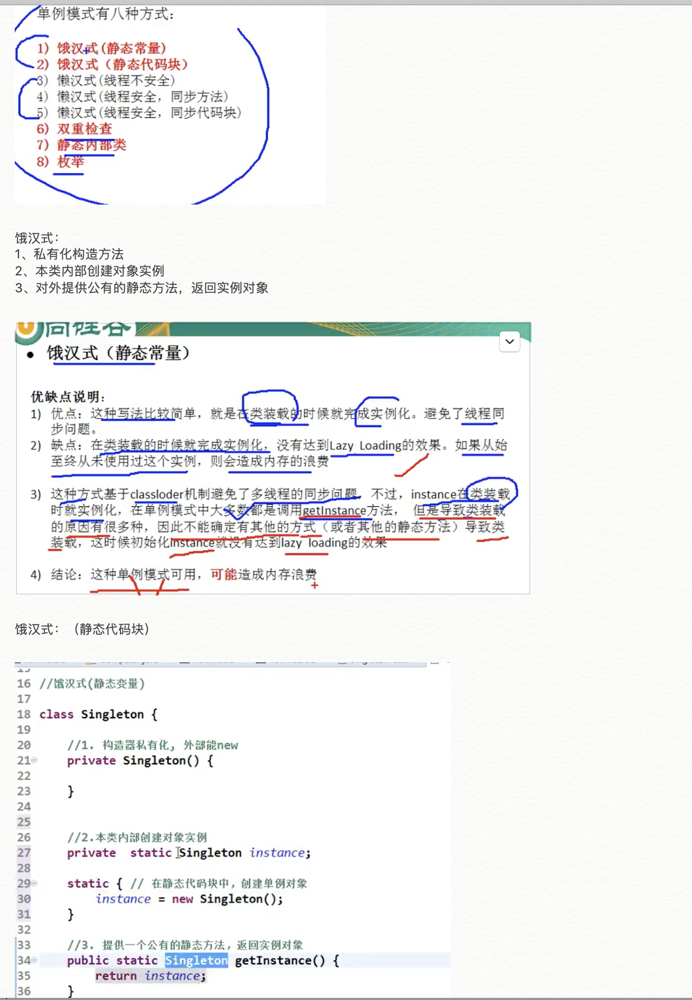 单例模式有八种方式：
1) 饿汉式(静态常量)
2) 饿汉式（静态代码块）
3) 懒汉式(线程不安全)
4) 懒汉式(线程安全，同步方法)
5) 懒汉式(线程安全，同步代码块)
6) 双重检查
7) 静态内部类
8) 枚举
饿汉式：
1、私有化构造方法
2、本类内部创建对象实例
3、对外提供公有的静态方法，返回实例对象
尚硅谷
● 饿汉式（静态常量）
优缺点说明：
1) 优点：这种写法比较简单，就是在类装载的时候就完成实例化。避免了线程同
步问题。
2) 缺点：在类装载的时候就完成实例化，没有达到Lazy Loading的效果。如果从始
至终从未使用过这个实例，则会造成内存的浪费
3) 这种方式基于classloder机制避免了多线程的同步问题，不过，instance在类装载
时就实例化，在单例模式中大多数都是调用getInstance方法， 但是导致类装载
的原因有很多种，因此不能确定有其他的方式（或者其他的静态方法）导致类
装载，这时候初始化instance就没有达到lazy loading的效果
4) 结论：这种单例模式可用，可能造成内存浪费
饿汉式：（静态代码块）
15
16 //饿汉式(静态变量)
17
18 class Singleton {
19
20 //1. 构造器私有化, 外部能new
21 private Singleton() {
22
23 }
24
25
26 //2.本类内部创建对象实例
27 private static Singleton instance;
28
29 static { // 在静态代码块中，创建单例对象
30 instance = new Singleton();
31 }
32
33 //3. 提供一个公有的静态方法，返回实例对象
34 public static Singleton getInstance() {
35 return instance;
36 }